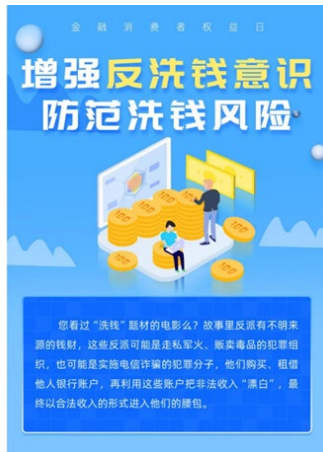 金融消费者权益日
增强反洗钱意识
防范洗钱风险
100
100
100
100
您看过“洗钱”题材的电影么？故事里反派有不明来
源的钱财，这些反派可能是走私军火、贩卖毒品的犯罪组
织，也可能是实施电信诈骗的犯罪分子，他们购买、租借
他人银行账户，再利用这些账户把非法收入“漂白”，最
终以合法收入的形式进入他们的腰包。